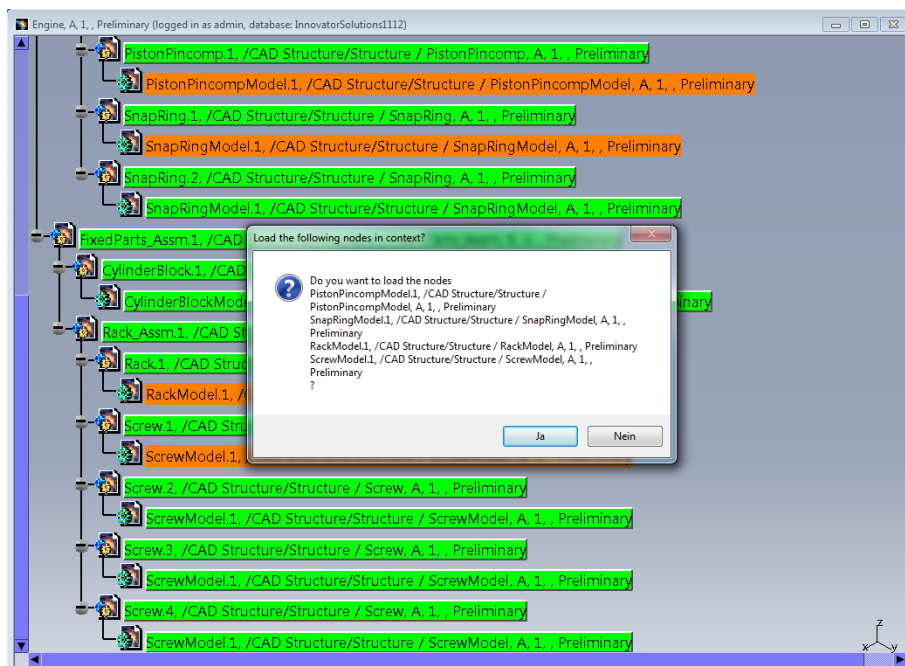 Engine, A, 1, , Preliminary (logged in as admin, database: InnovatorSolutions1112)
PistonPincomp.1, /CAD Structure/Structure / PistonPincomp, A, 1, , Preliminary
PistonPincompModel.1, /CAD Structure/Structure / PistonPincompModel, A, 1, , Preliminary
SnapRing.1, /CAD Structure/Structure / SnapRing, A, 1, , Preliminary
SnapRingModel.1, /CAD Structure/Structure / SnapRingModel, A, 1, , Preliminary
SnapRing.2, /CAD Structure/Structure / SnapRing, A, 1, , Preliminary
SnapRingModel.1, /CAD Structure/Structure / SnapRingModel, A, 1, , Preliminary
FixedParts_Assm.1, /CAD
CylinderBlock.1, /CAD
CylinderBlockMode
inary
Rack_Assm.1, /CAD St
Rack.1, /CAD Struc
RackModel.1, /
Screw.1, /CAD Stru
ScrewModel.1,
Load the following nodes in context?
Do you want to load the nodes
PistonPincompModel.1, /CAD Structure/Structure /
PistonPincompModel, A, 1, , Preliminary
SnapRingModel.1, /CAD Structure/Structure / SnapRingModel, A, 1, ,
Preliminary
RackModel.1, /CAD Structure/Structure / RackModel, A, 1, , Preliminary
ScrewModel.1, /CAD Structure/Structure / ScrewModel, A, 1, ,
Preliminary
?
Ja
Nein
Screw.2, /CAD Structure/Structure / Screw, A, 1, , Preliminary
ScrewModel.1, /CAD Structure/Structure / ScrewModel, A, 1, , Preliminary
Screw.3, /CAD Structure/Structure / Screw, A, 1, , Preliminary
ScrewModel.1, /CAD Structure/Structure / ScrewModel, A, 1, , Preliminary
Screw.4, /CAD Structure/Structure / Screw, A, 1, , Preliminary
ScrewModel.1, /CAD Structure/Structure / ScrewModel, A, 1, , Preliminary
z
x
y